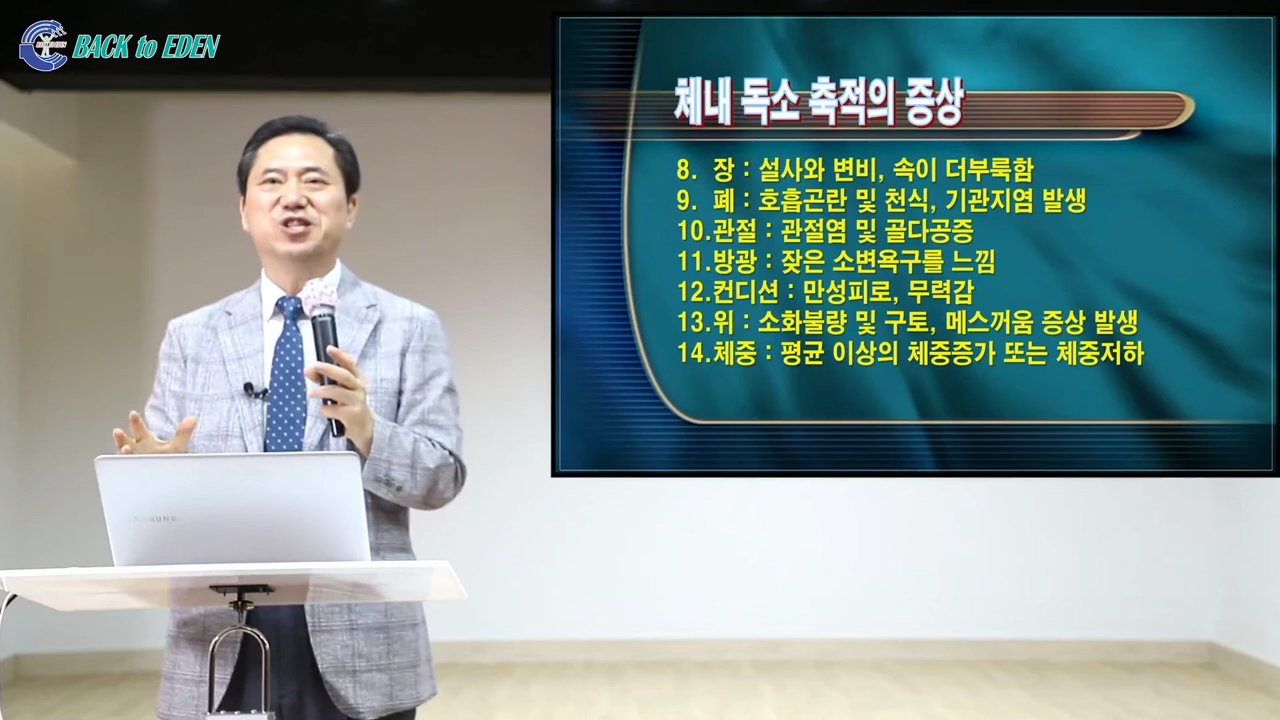 BACK to EDEN
체내 독소 축적의 증상
8. 장 : 설사와 변비, 속이 더부룩함
9. 폐 : 호흡곤란 및 천식, 기관지염 발생
10.관절 : 관절염 및 골다공증
11.방광 : 잦은 소변욕구를 느낌
12.컨디션 : 만성피로, 무력감
13.위 : 소화불량 및 구토, 메스꺼움 증상 발생
14.체중 : 평균 이상의 체중증가 또는 체중저하
SAMSUNG